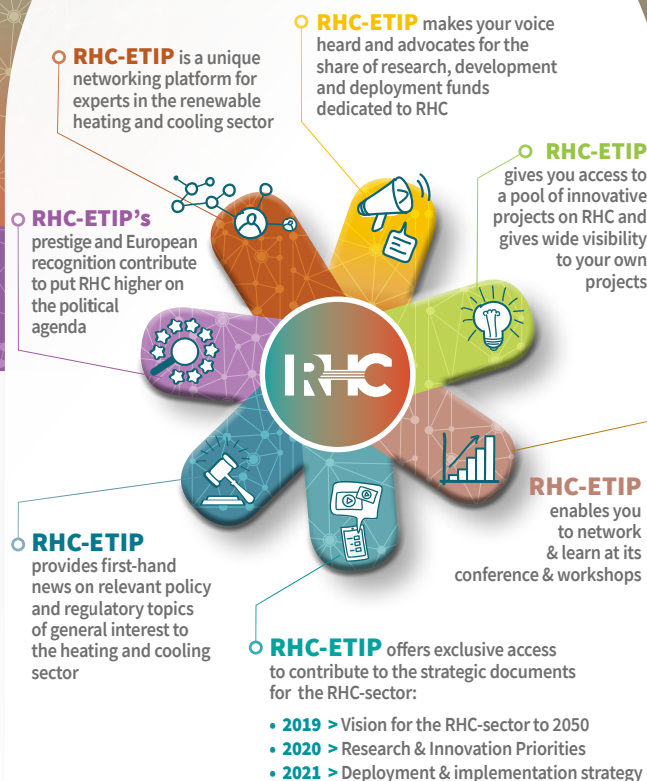 RHC-ETIP is a unique
networking platform for
experts in the renewable
heating and cooling sector
RHC-ETIP makes your voice
heard and advocates for the
share of research, development
and deployment funds
dedicated to RHC
RHC-ETIP
gives you access to
a pool of innovative
projects on RHC and
gives wide visibility
to your own
projects
RHC-ETIP's
prestige and European
recognition contribute
to put RHC higher on
the political
agenda
RHC
RHC-ETIP
enables you
to network
& learn at its
conference & workshops
RHC-ETIP
provides first-hand
news on relevant policy
and regulatory topics
of general interest to
the heating and cooling
sector
RHC-ETIP offers exclusive access
to contribute to the strategic documents
for the RHC-sector:
• 2019 > Vision for the RHC-sector to 2050
• 2020 > Research & Innovation Priorities
• 2021 > Deployment & implementation strategy